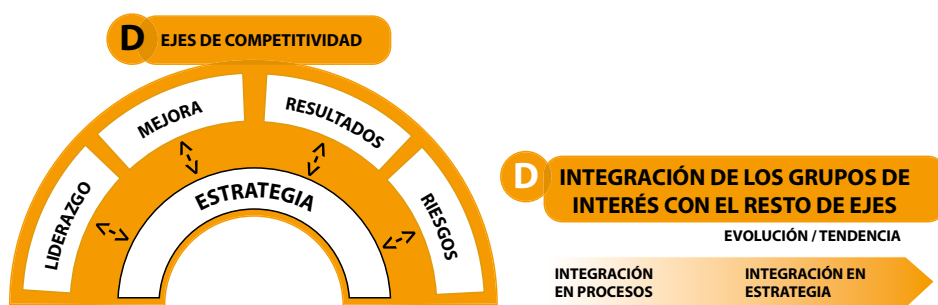 D EJES DE COMPETITIVIDAD
LIDERAZGO
MEJORA
RESULTADOS
RIESGOS
ESTRATEGIA
D INTEGRACIÓN DE LOS GRUPOS DE
INTERÉS CON EL RESTO DE EJES
EVOLUCIÓN / TENDENCIA
INTEGRACIÓN
EN PROCESOS
INTEGRACIÓN EN
ESTRATEGIA